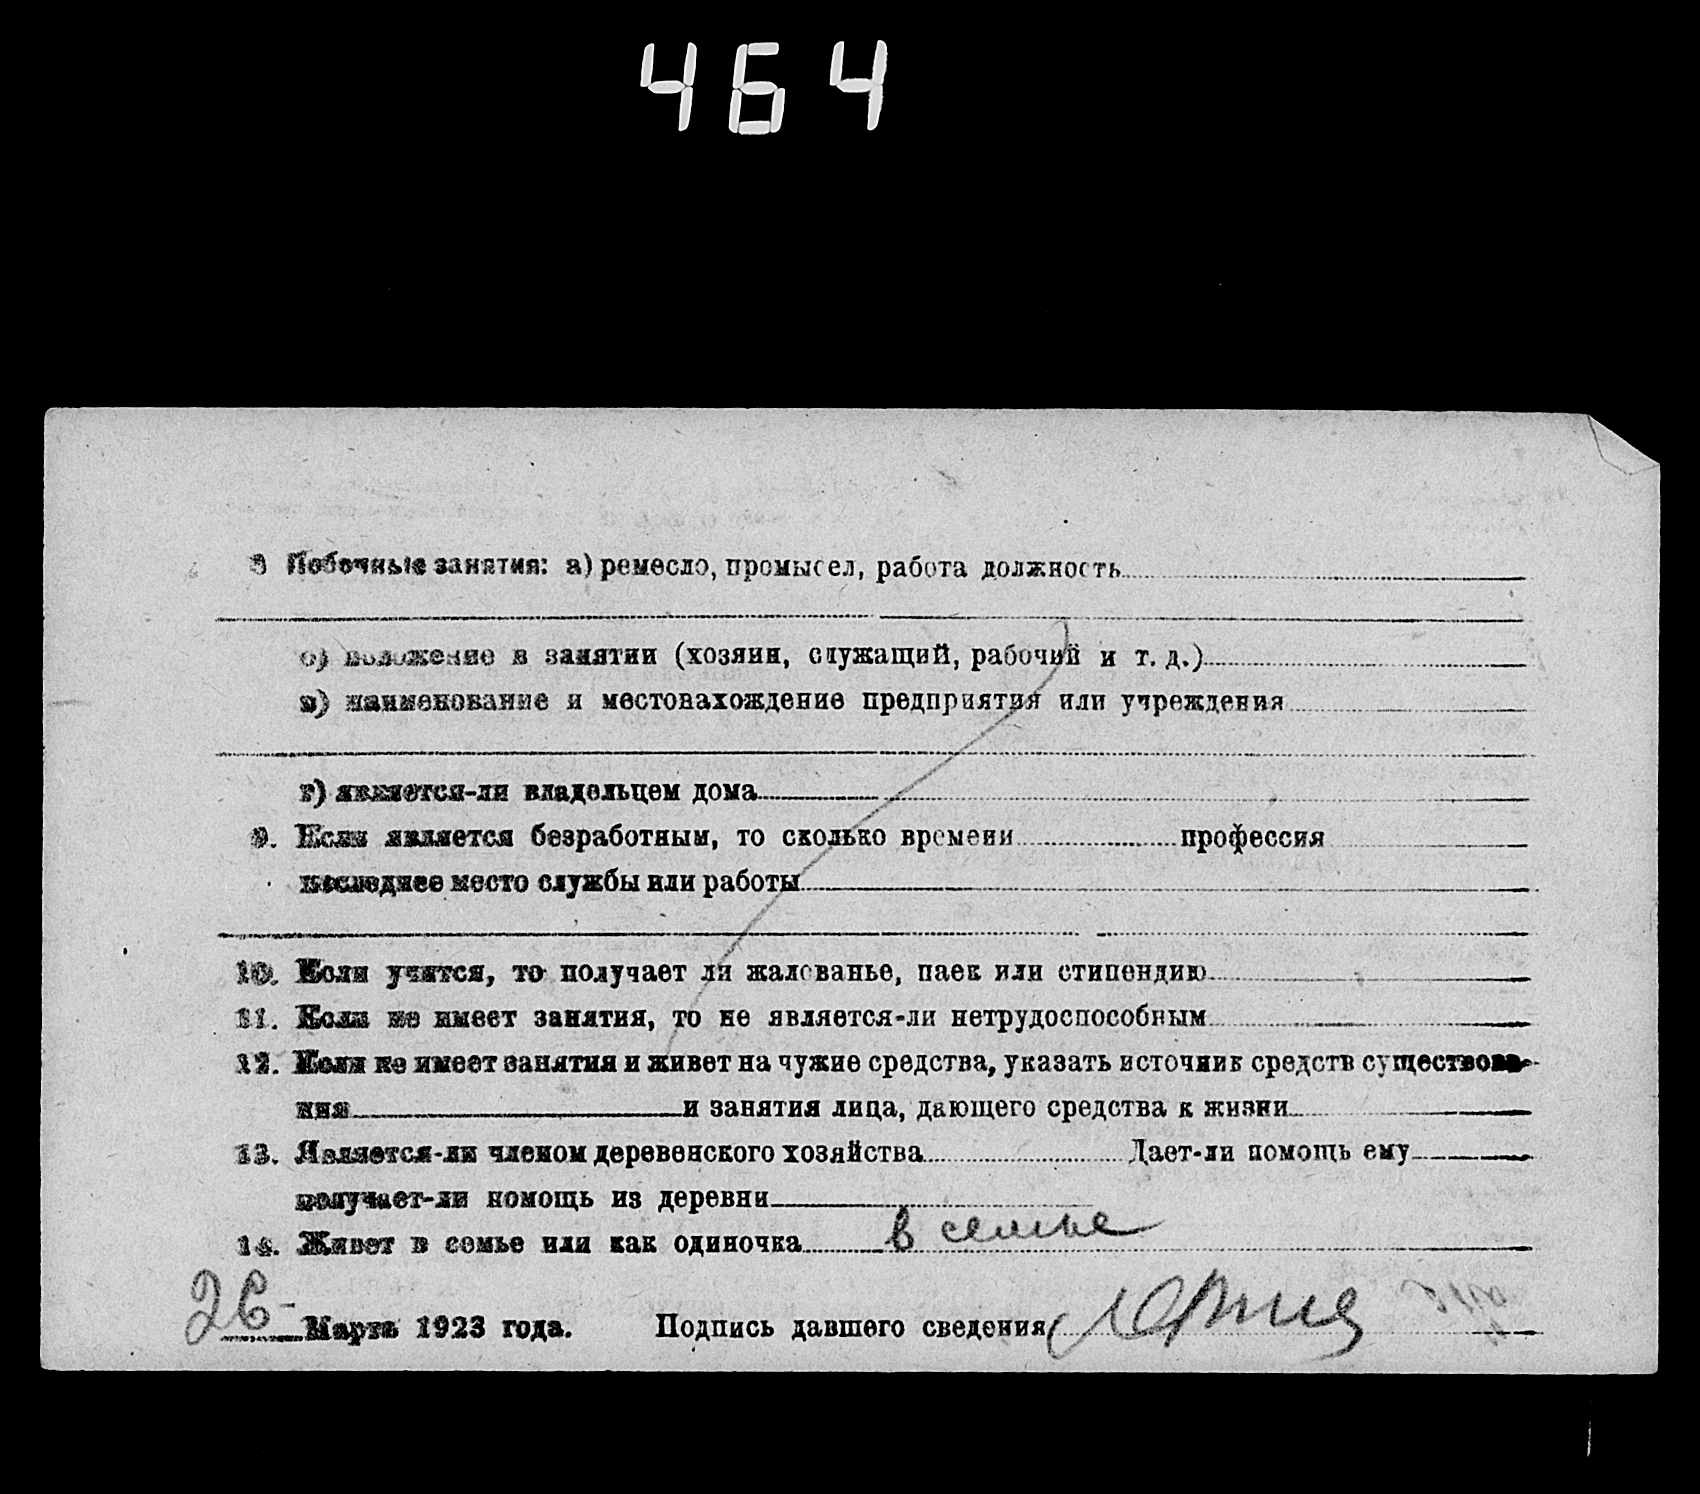 464
8 Побочные занятия: а) ремесло, промысел, работа должность
б) положение в занятии (хозяин, служащий, рабочий и т. д.)
в) наименование и местонахождение предприятия или учреждения
г) является-ли владельцем дома
9. Если является безработным, то сколько времени профессия
последнее место службы или работы
10. Если учится, то получает ли жалованье, паек или стипендию
11. Если не имеет занятия, то не является-ли нетрудоспособным
12. Если не имеет занятия и живет на чужие средства, указать источник средств существова-
ния и занятия лица, дающего средства к жизни
13. Является-ли членом деревенского хозяйства Дает-ли помощь ему
получает-ли помощь из деревни
14. Живет в семье или как одиночка в семье
26 Марта 1923 года. Подпись давшего сведения